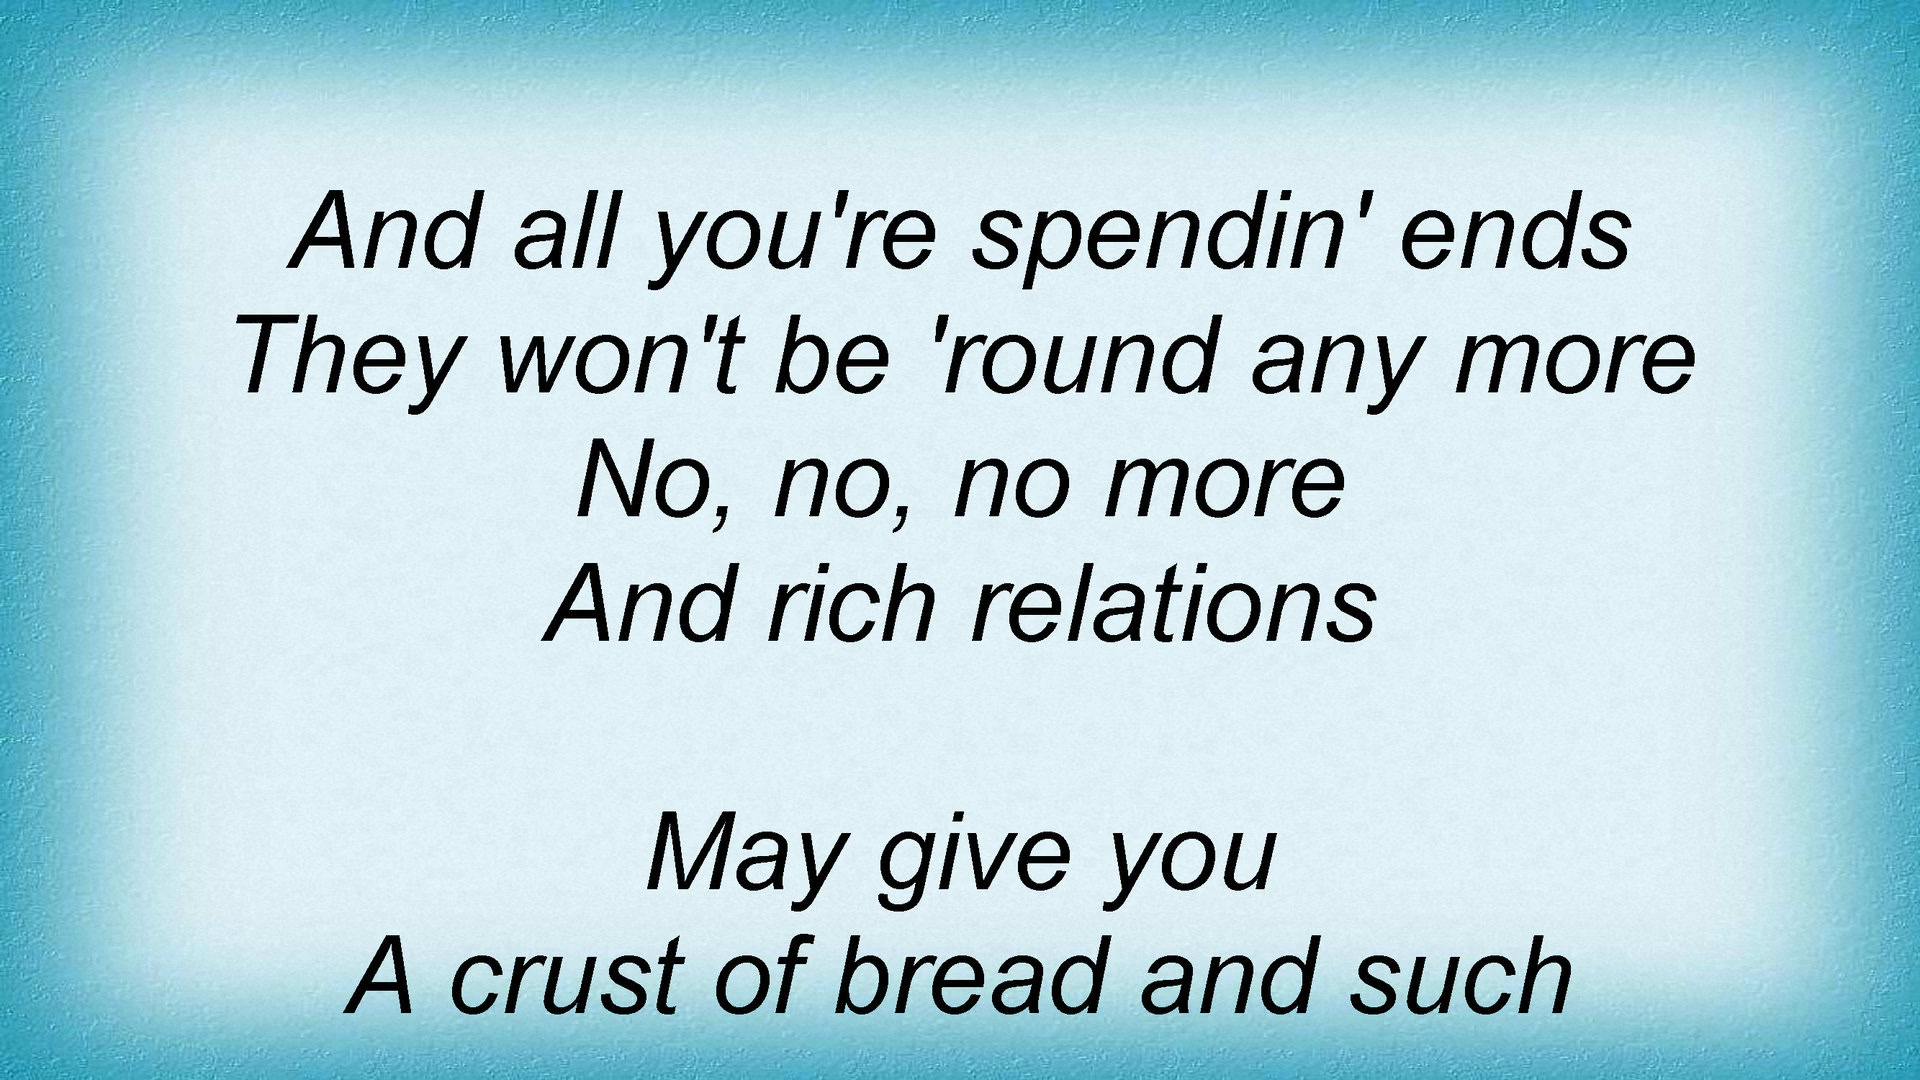 And all you're spendin' ends
They won't be 'round any more
No, no, no more
And rich relations
May give you
A crust of bread and such